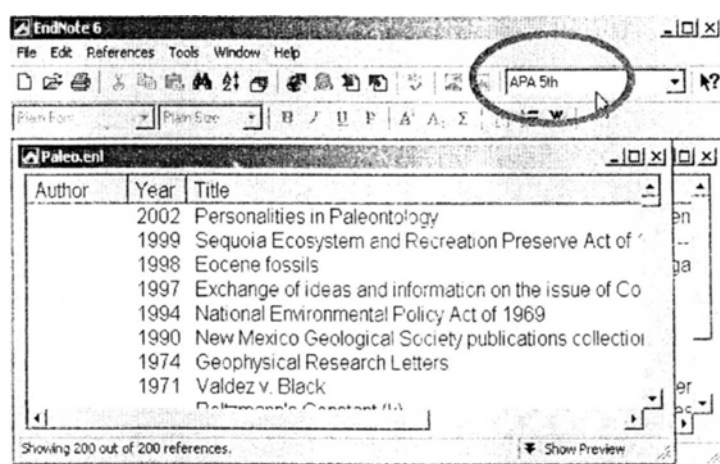 EndNote 6
File Edit References Tools Window Help
APA 5th
Plain Font Plain Size B I U P A A Σ
Paleo.enl
Author Year Title
2002 Personalities in Paleontology
1999 Sequoia Ecosystem and Recreation Preserve Act of
1998 Eocene fossils
1997 Exchange of ideas and information on the issue of Co
1994 National Environmental Policy Act of 1969
1990 New Mexico Geological Society publications collection
1974 Geophysical Research Letters
1971 Valdez v. Black
Boltzmann's Constant (k)
Showing 200 out of 200 references. Show Preview